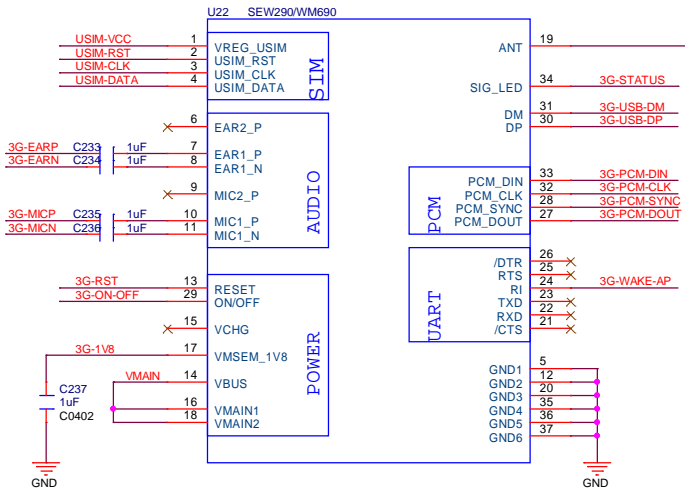 U22 SEW290/WM690
USIM-VCC 1 VREG_USIM
USIM-RST 2 USIM_RST
USIM-CLK 3 USIM_CLK
USIM-DATA 4 USIM_DATA
SIM
6 EAR2_P
3G-EARP C233 1uF 7 EAR1_P
3G-EARN C234 1uF 8 EAR1_N
9 MIC2_P
3G-MICP C235 1uF 10 MIC1_P
3G-MICN C236 1uF 11 MIC1_N
AUDIO
3G-RST 13 RESET
3G-ON-OFF 29 ON/OFF
15 VCHG
3G-1V8 17 VMSEM_1V8
VMAIN 14 VBUS
16 VMAIN1
18 VMAIN2
POWER
C237
1uF
C0402
GND
ANT 19
SIG_LED 34 3G-STATUS
DM 31 3G-USB-DM
DP 30 3G-USB-DP
PCM
PCM_DIN 33 3G-PCM-DIN
PCM_CLK 32 3G-PCM-CLK
PCM_SYNC 28 3G-PCM-SYNC
PCM_DOUT 27 3G-PCM-DOUT
UART
/DTR 26
RTS 25
RI 24 3G-WAKE-AP
TXD 23
RXD 22
/CTS 21
GND1 5
GND2 12
GND3 20
GND4 35
GND5 36
GND6 37
GND